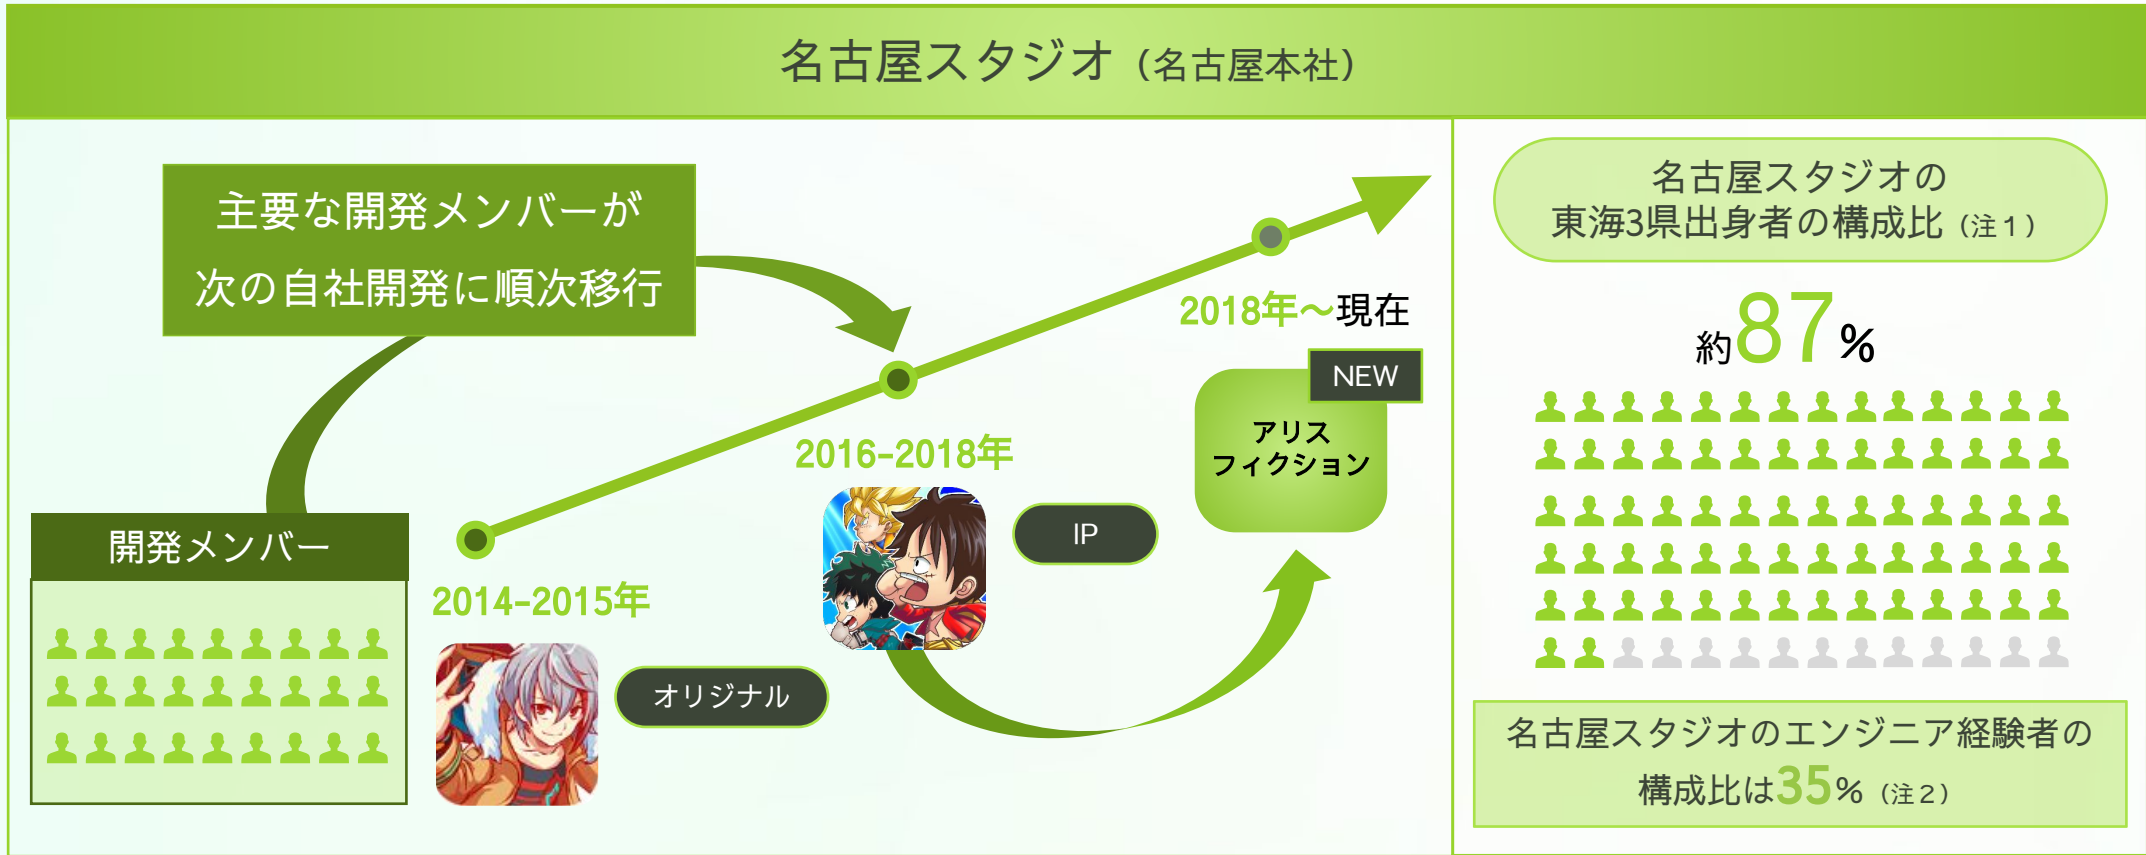 名古屋スタジオ（名古屋本社）
主要な開発メンバーが
次の自社開発に順次移行
開発メンバー
2014-2015年
オリジナル
2016-2018年
IP
2018年～現在
NEW
アリス
フィクション
名古屋スタジオの
東海3県出身者の構成比（注１）
約87%
名古屋スタジオのエンジニア経験者の
構成比は35%（注２）